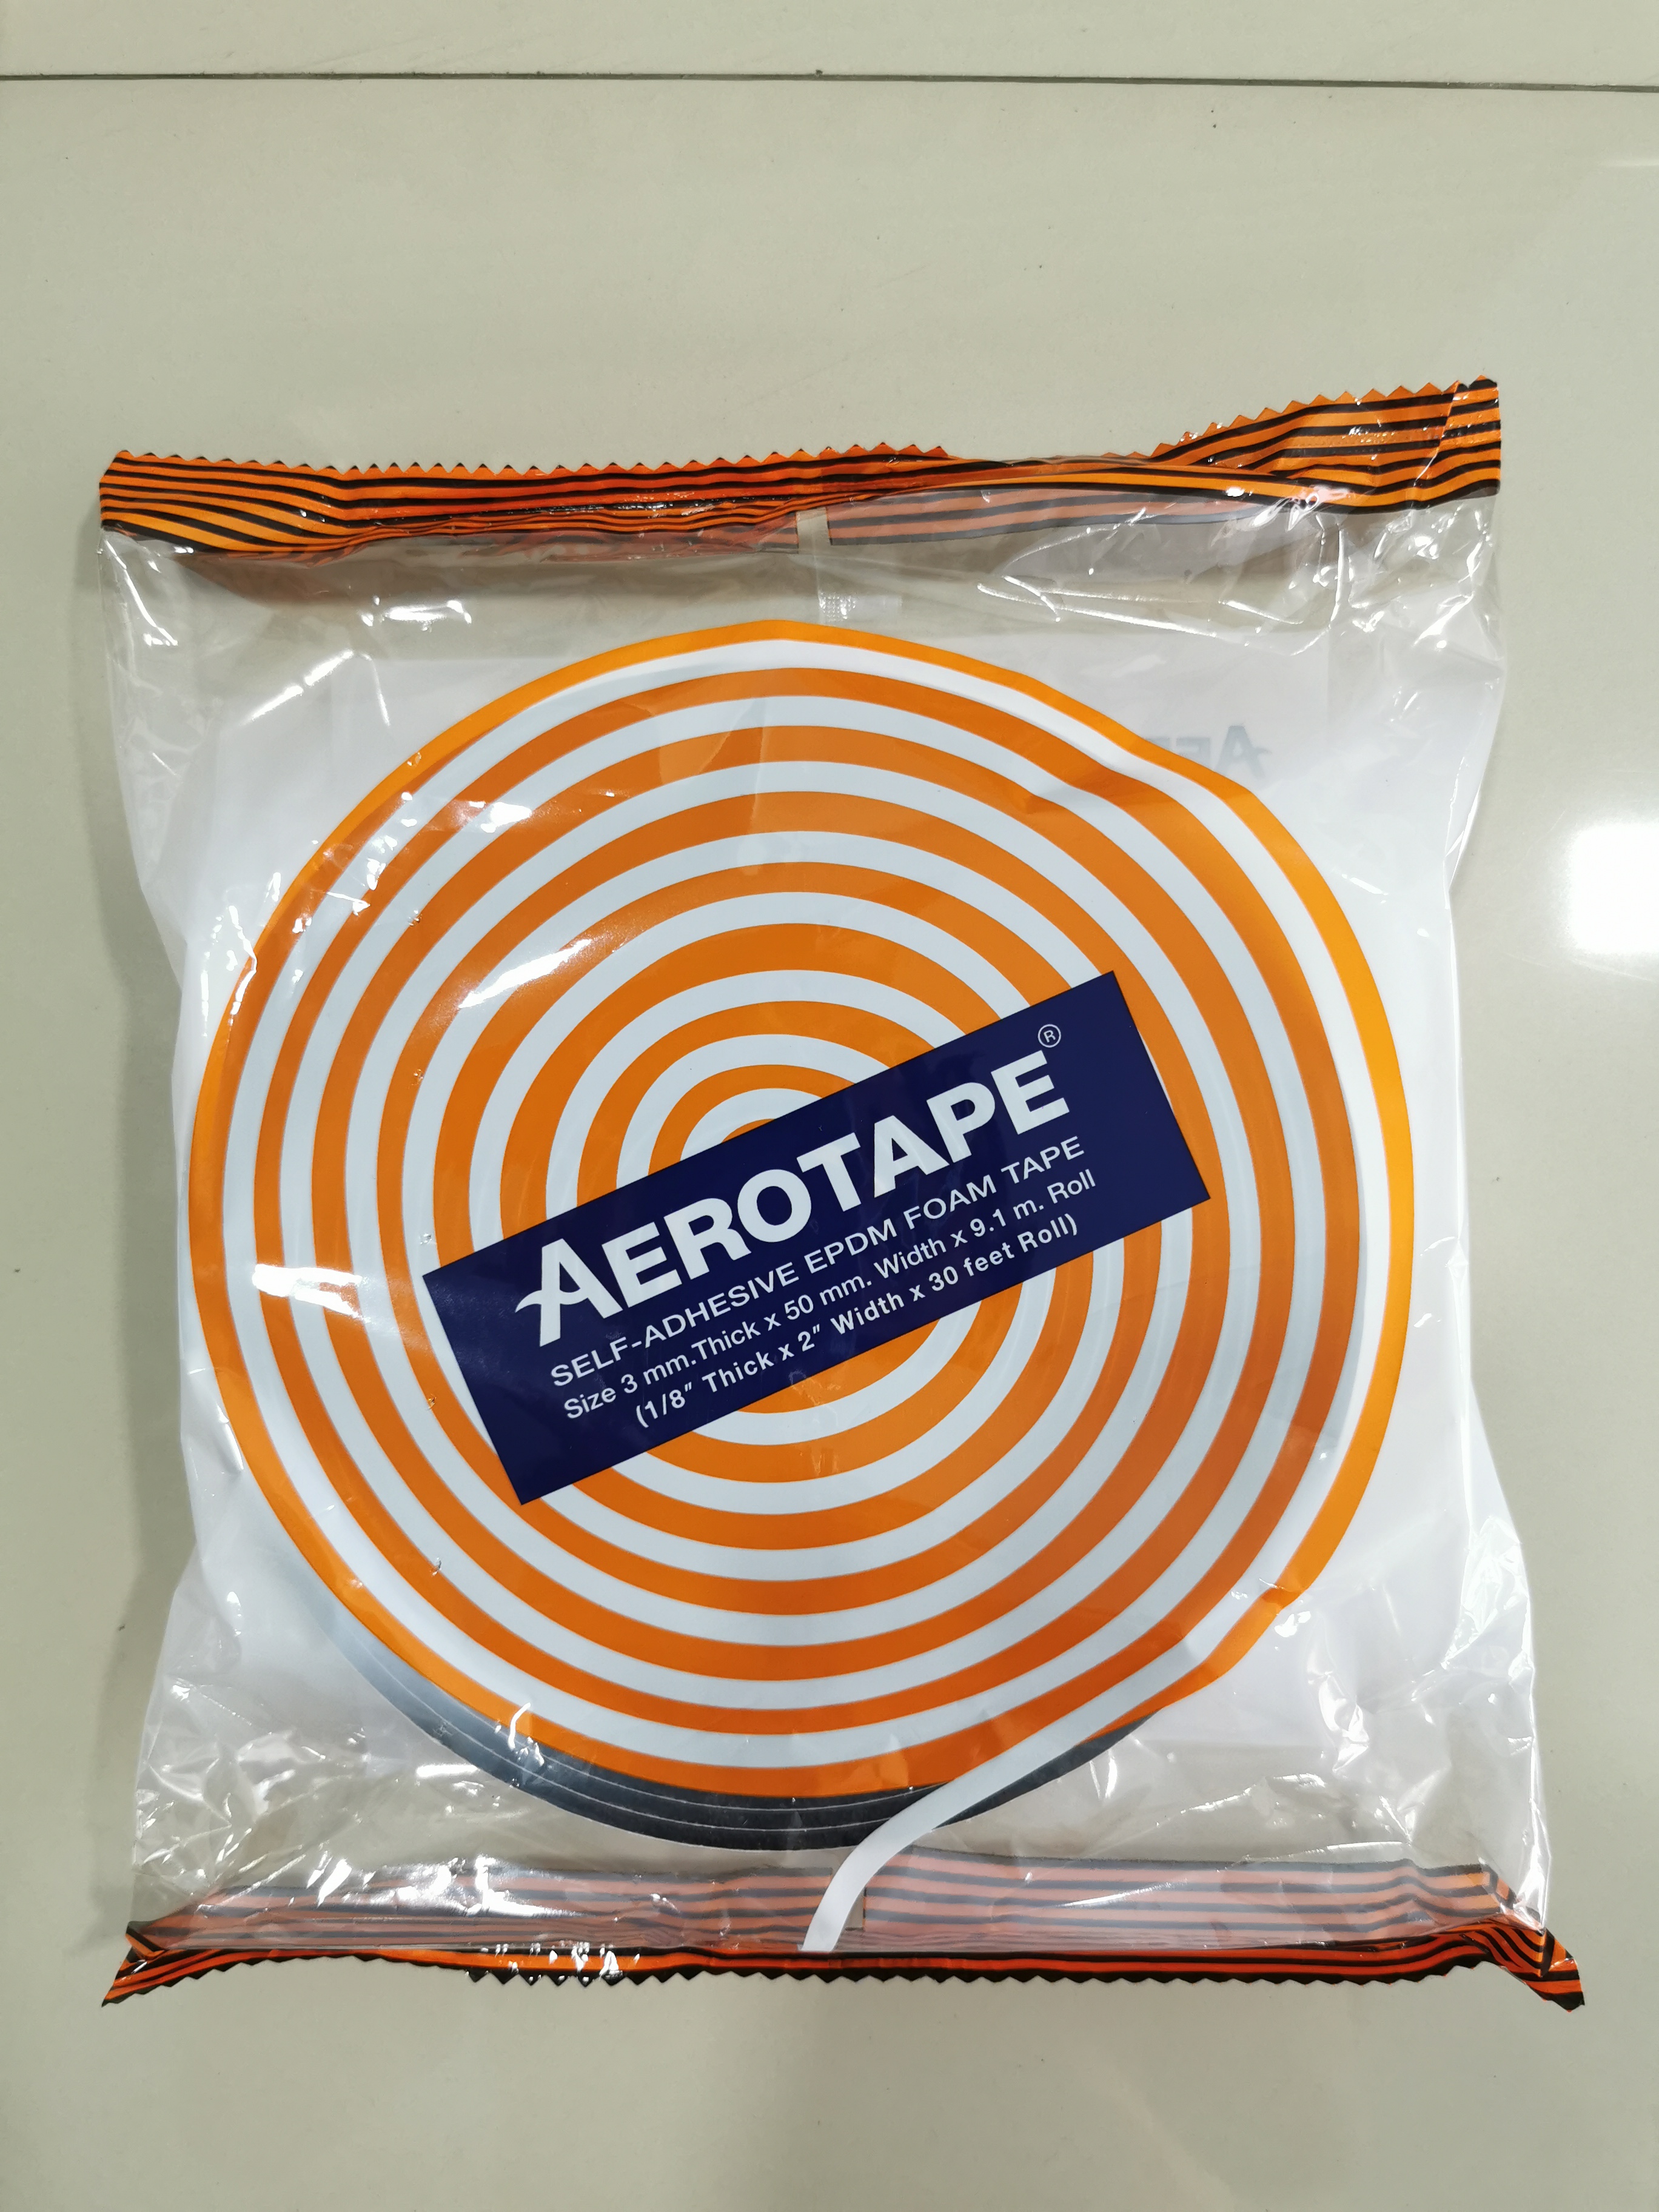 AEROTAPE®
SELF-ADHESIVE EPDM FOAM TAPE
Size 3 mm.Thick x 50 mm. Width x 9.1 m. Roll
(1/8" Thick x 2" Width x 30 feet Roll)